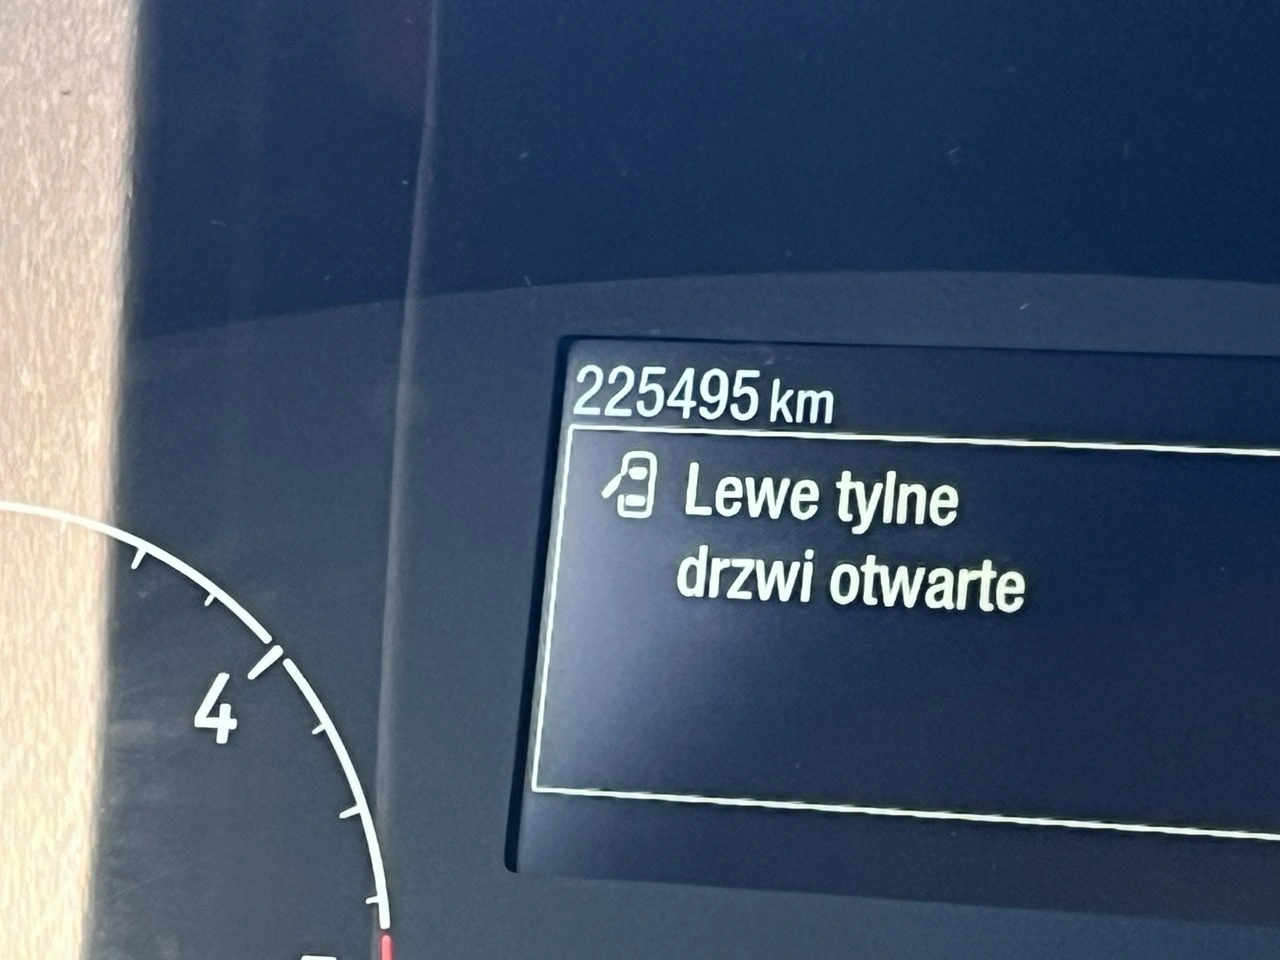 225495 km
Lewe tylne
drzwi otwarte
4